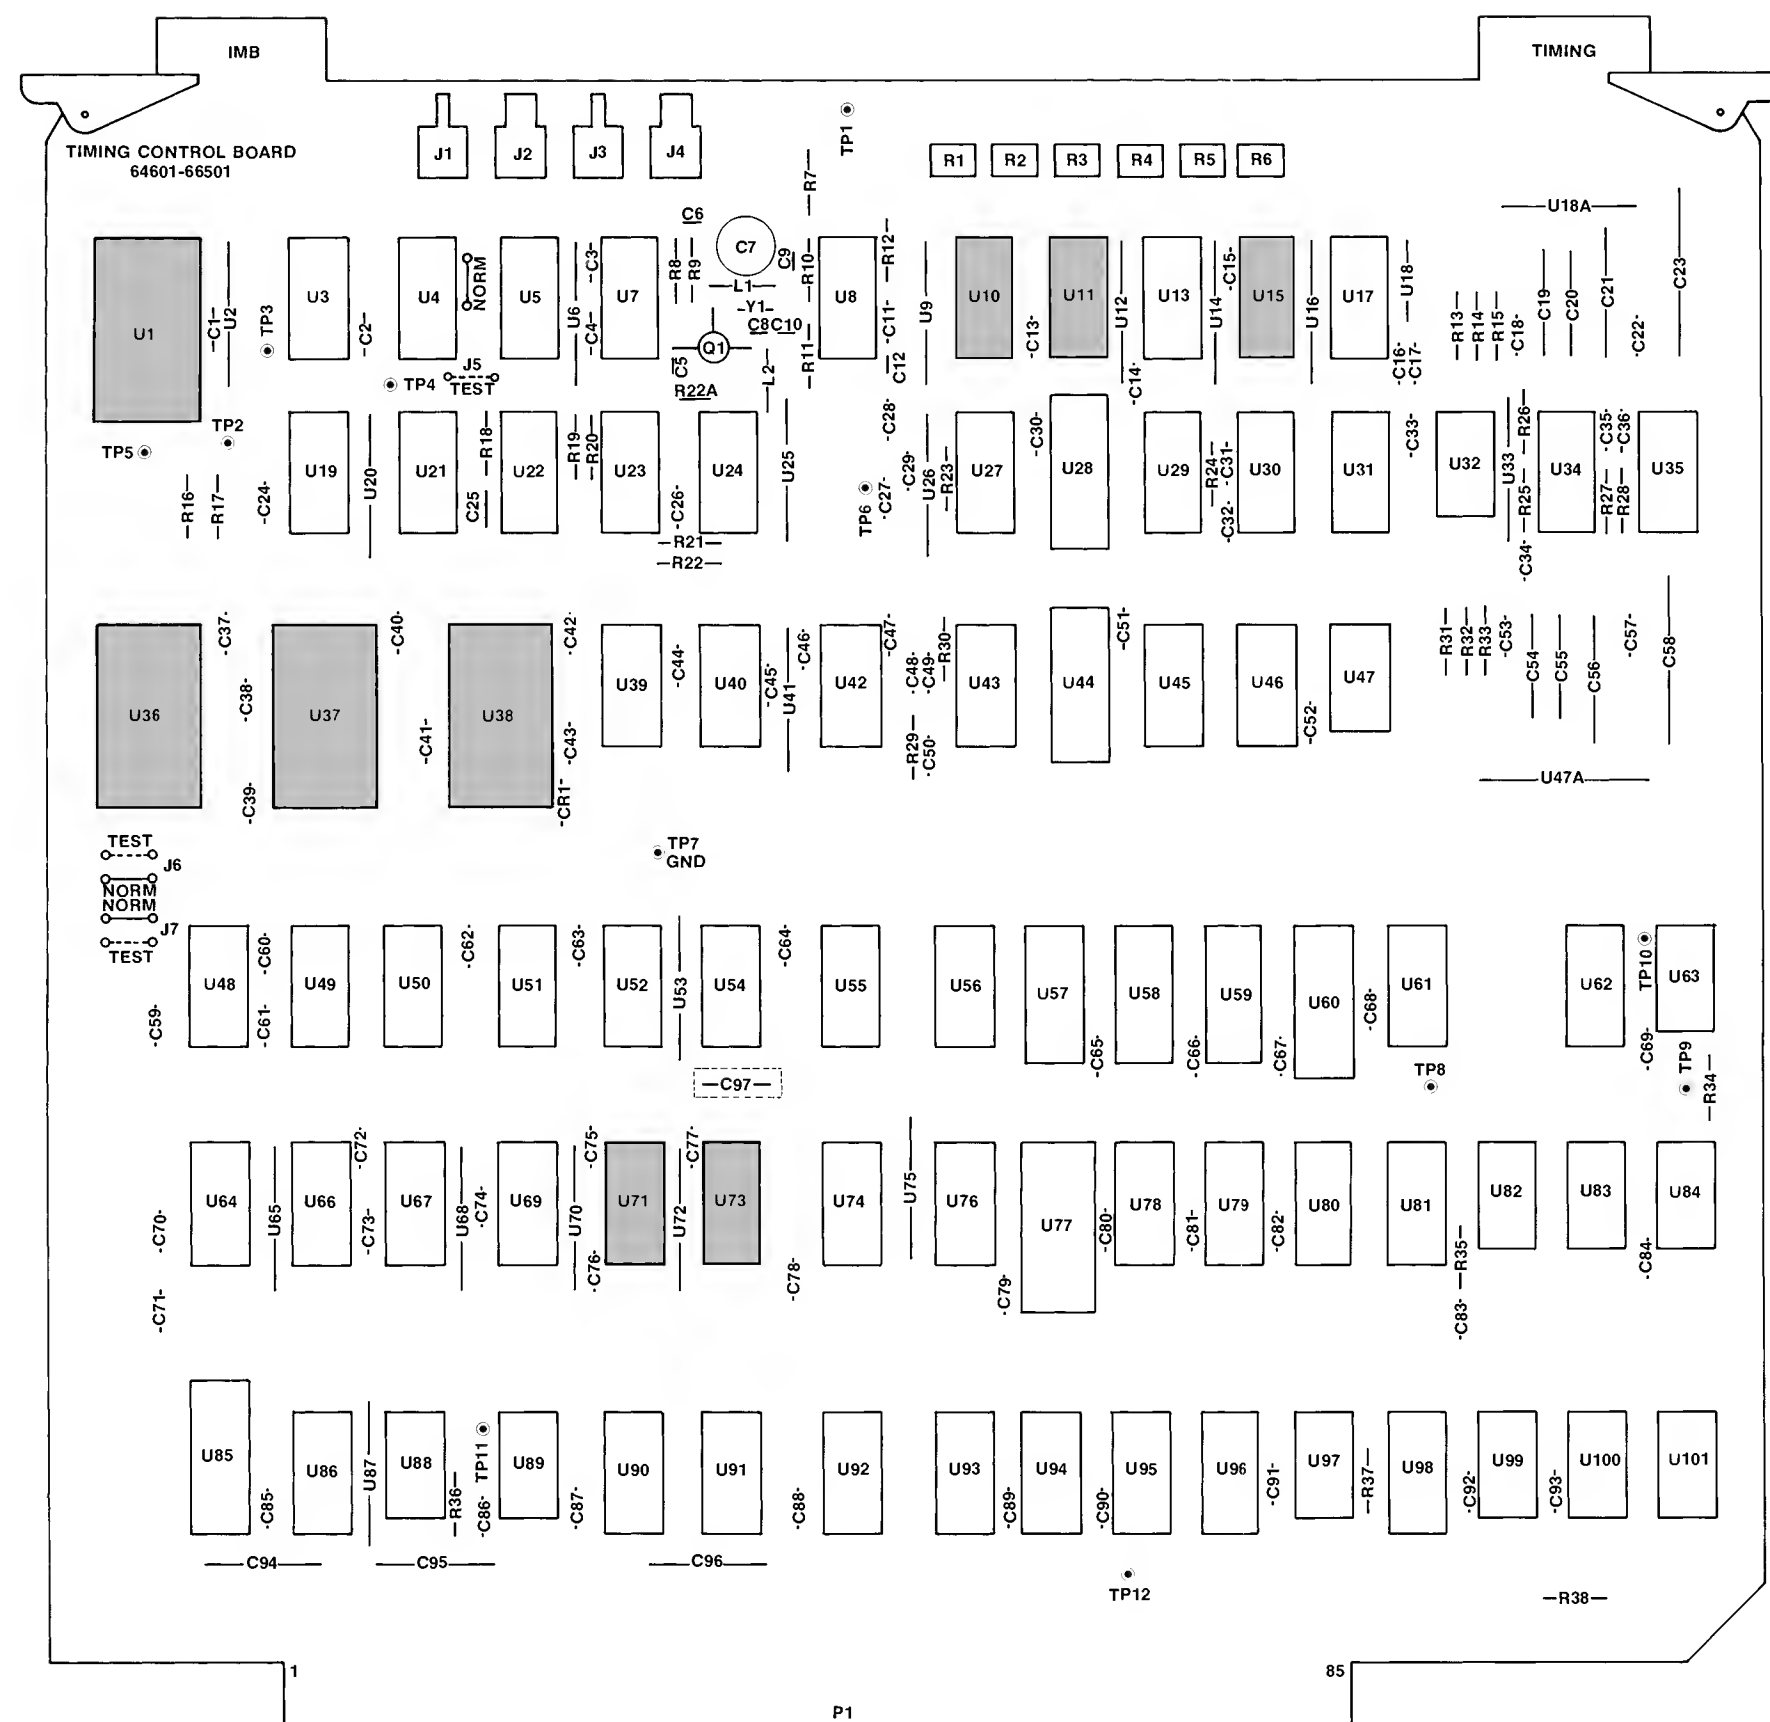 IMB
TIMING
TIMING CONTROL BOARD
64601-66501
J1 J2 J3 J4
TP1
R1 R2 R3 R4 R5 R6
R7
U18A
C6
C7
C9
R8 R9 R10
L1
Y1
C8 C10
Q1
C5
R22A
L2
R11
R12
C11
C12
U1
C1
U2
TP3
U3
C2
U4
NORM
U5
U6
C3
C4
U7
U8
U9
U10
C13
U11
U12
C14
U13
U14
C15
U15
U16
U17
C16
C17
U18
R13 R14 R15
C18
C19
C20
C21
C22
C23
J5
TEST
TP4
TP5
TP2
R16
R17
C24
U19
U20
U21
R18
C25
U22
R19
R20
U23
C26
U24
R21
R22
U25
TP6
C27
C28
C29
U26
R23
U27
C30
U28
U29
R24
C31
C32
U30
U31
C33
U32
U33
R26
R25
C34
U34
C35
C36
R27
R28
U35
U36
C37
C38
C39
U37
C40
C41
U38
C42
C43
CR1
U39
C44
U40
C45
U41
C46
U42
C47
C48
C49
R30
R29
C50
U43
U44
C51
U45
U46
C52
U47
R31 R32 R33
C53
C54
C55
C56
C57
C58
U47A
TEST
J6
NORM
NORM
J7
TEST
TP7
GND
C59
U48
C60
C61
U49
U50
C62
U51
C63
U52
U53
U54
C64
U55
U56
U57
C65
U58
C66
U59
C67
U60
C68
U61
TP8
U62
TP10
U63
C69
TP9
R34
C97
C70
C71
U64
U65
U66
C72
C73
U67
U68
C74
U69
U70
C75
C76
U71
U72
C77
U73
C78
U74
U75
U76
C79
U77
C80
U78
C81
U79
C82
U80
U81
R35
C83
U82
U83
C84
U84
U85
C85
U86
U87
U88
R36
TP11
C86
U89
C87
U90
U91
C88
U92
U93
C89
U94
C90
U95
U96
C91
U97
R37
U98
C92
U99
C93
U100
U101
C94
C95
C96
TP12
R38
1
85
P1